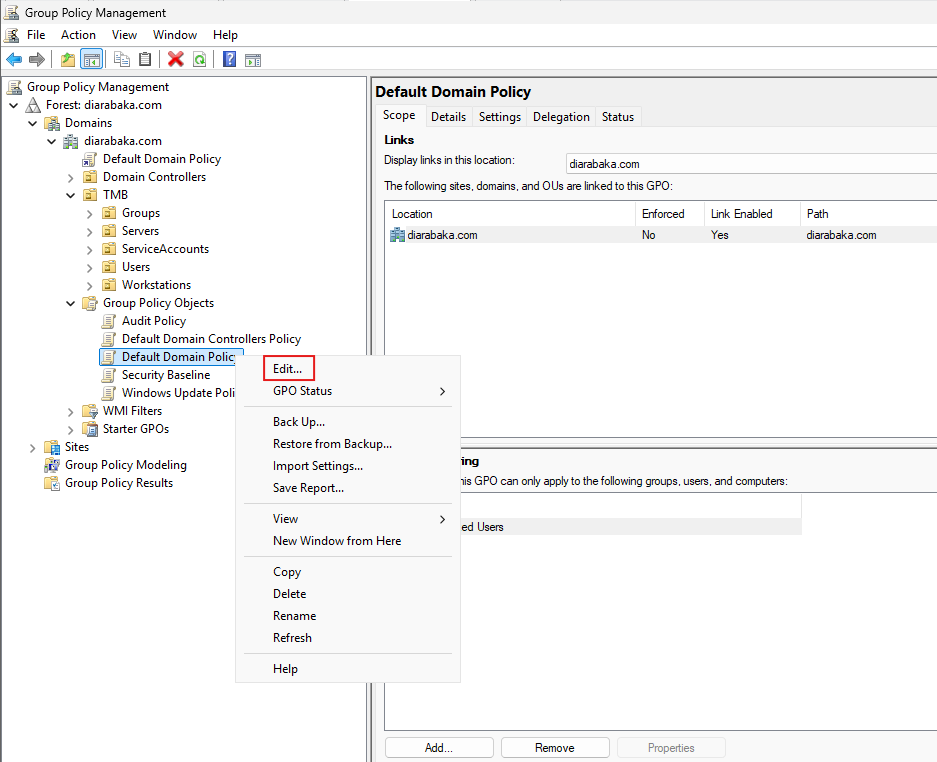 Group Policy Management
File Action View Window Help
Group Policy Management
Forest: diarabaka.com
Domains
diarabaka.com
Default Domain Policy
Domain Controllers
TMB
Groups
Servers
ServiceAccounts
Users
Workstations
Group Policy Objects
Audit Policy
Default Domain Controllers Policy
Default Domain Policy
Security Baseline
Windows Update Poli
WMI Filters
Starter GPOs
Sites
Group Policy Modeling
Group Policy Results
Edit...
GPO Status
Back Up...
Restore from Backup...
Import Settings...
Save Report...
View
New Window from Here
Copy
Delete
Rename
Refresh
Help
Default Domain Policy
Scope Details Settings Delegation Status
Links
Display links in this location: diarabaka.com
The following sites, domains, and OUs are linked to this GPO:
Location Enforced Link Enabled Path
diarabaka.com No Yes diarabaka.com
ring
his GPO can only apply to the following groups, users, and computers:
ed Users
Add... Remove Properties